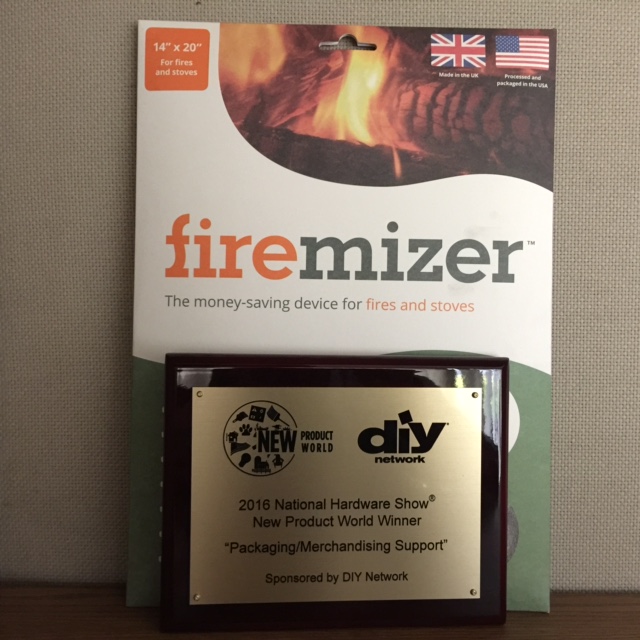 14" x 20"
For fires
and stoves
Made in the UK
Processed and
packaged in the USA
firemizer™
The money-saving device for fires and stoves
NEW PRODUCT
WORLD
diy
network
2016 National Hardware Show®
New Product World Winner
"Packaging/Merchandising Support"
Sponsored by DIY Network